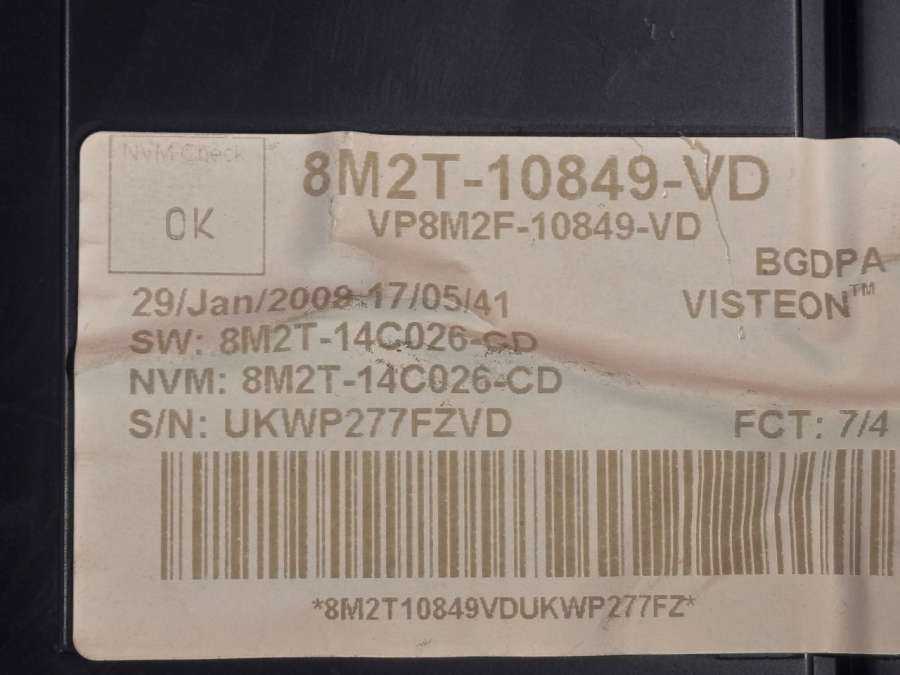 NVM Check
OK
8M2T-10849-VD
VP8M2F-10849-VD
BGDPA
29/Jan/2009 17/05/41
VISTEON™
SW: 8M2T-14C026-CD
NVM: 8M2T-14C026-CD
S/N: UKWP277FZVD
FCT: 7/4
*8M2T10849VDUKWP277FZ*